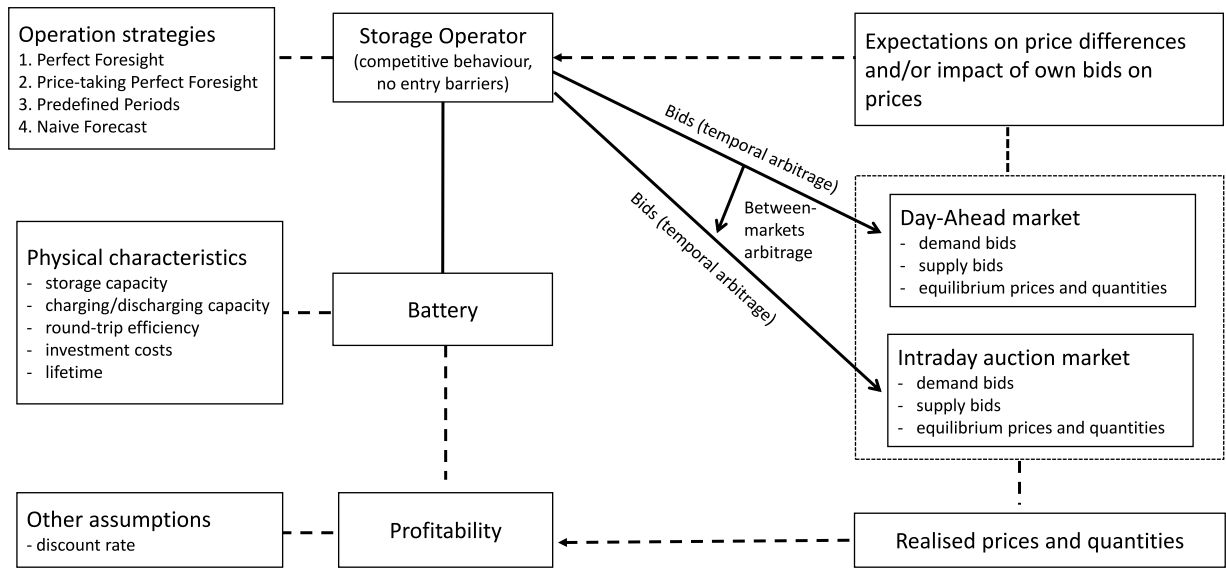 Operation strategies
1. Perfect Foresight
2. Price-taking Perfect Foresight
3. Predefined Periods
4. Naive Forecast
Storage Operator
(competitive behaviour,
no entry barriers)
Expectations on price differences
and/or impact of own bids on
prices
Bids (temporal arbitrage)
Bids (temporal arbitrage)
Between-
markets
arbitrage
Day-Ahead market
- demand bids
- supply bids
- equilibrium prices and quantities
Physical characteristics
- storage capacity
- charging/discharging capacity
- round-trip efficiency
- investment costs
- lifetime
Battery
Intraday auction market
- demand bids
- supply bids
- equilibrium prices and quantities
Other assumptions
- discount rate
Profitability
Realised prices and quantities